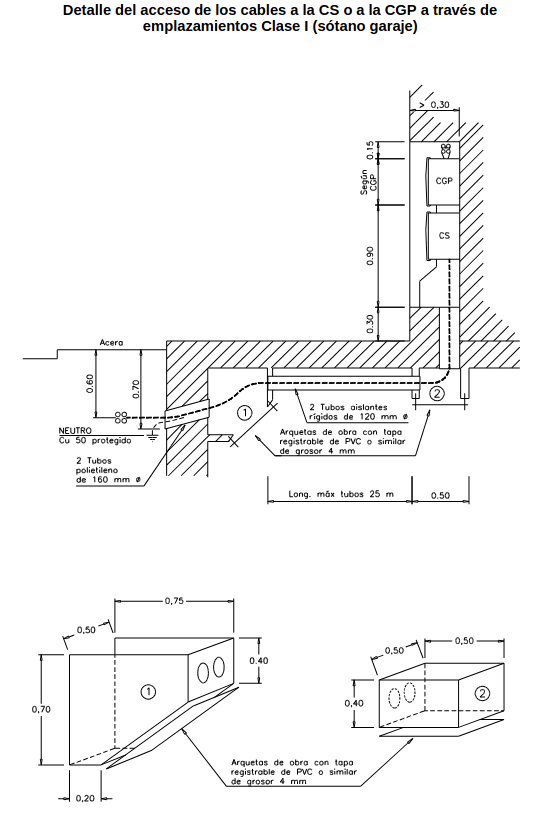 Detalle del acceso de los cables a la CS o a la CGP a través de
emplazamientos Clase I (sótano garaje)
> 0,30
0.15
Según
CGP
CGP
CS
0.90
0.30
Acera
0.60
0.70
NEUTRO
Cu 50 protegido
2 Tubos
polietileno
de 160 mm ø
1
2
2 Tubos aislantes
rígidos de 120 mm ø
Arquetas de obra con tapa
registrable de PVC o similar
de grosor 4 mm
Long. máx tubos 25 m
0.50
0,75
0,50
0.40
1
0,70
0,20
0,50
0,50
0,40
2
Arquetas de obra con tapa
registrable de PVC o similar
de grosor 4 mm